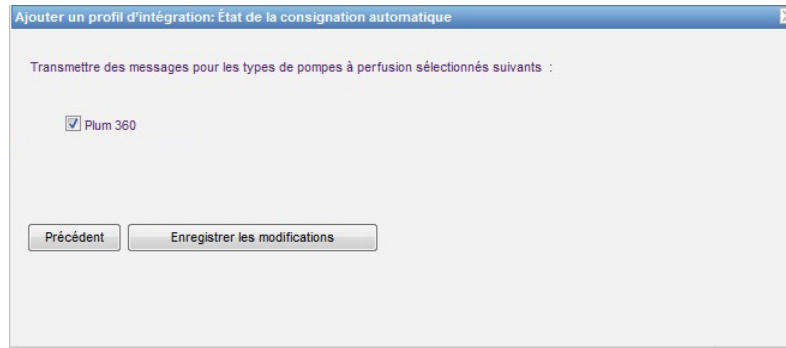 Ajouter un profil d'intégration: État de la consignation automatique
Transmettre des messages pour les types de pompes à perfusion sélectionnés suivants :
Plum 360
Précédent
Enregistrer les modifications